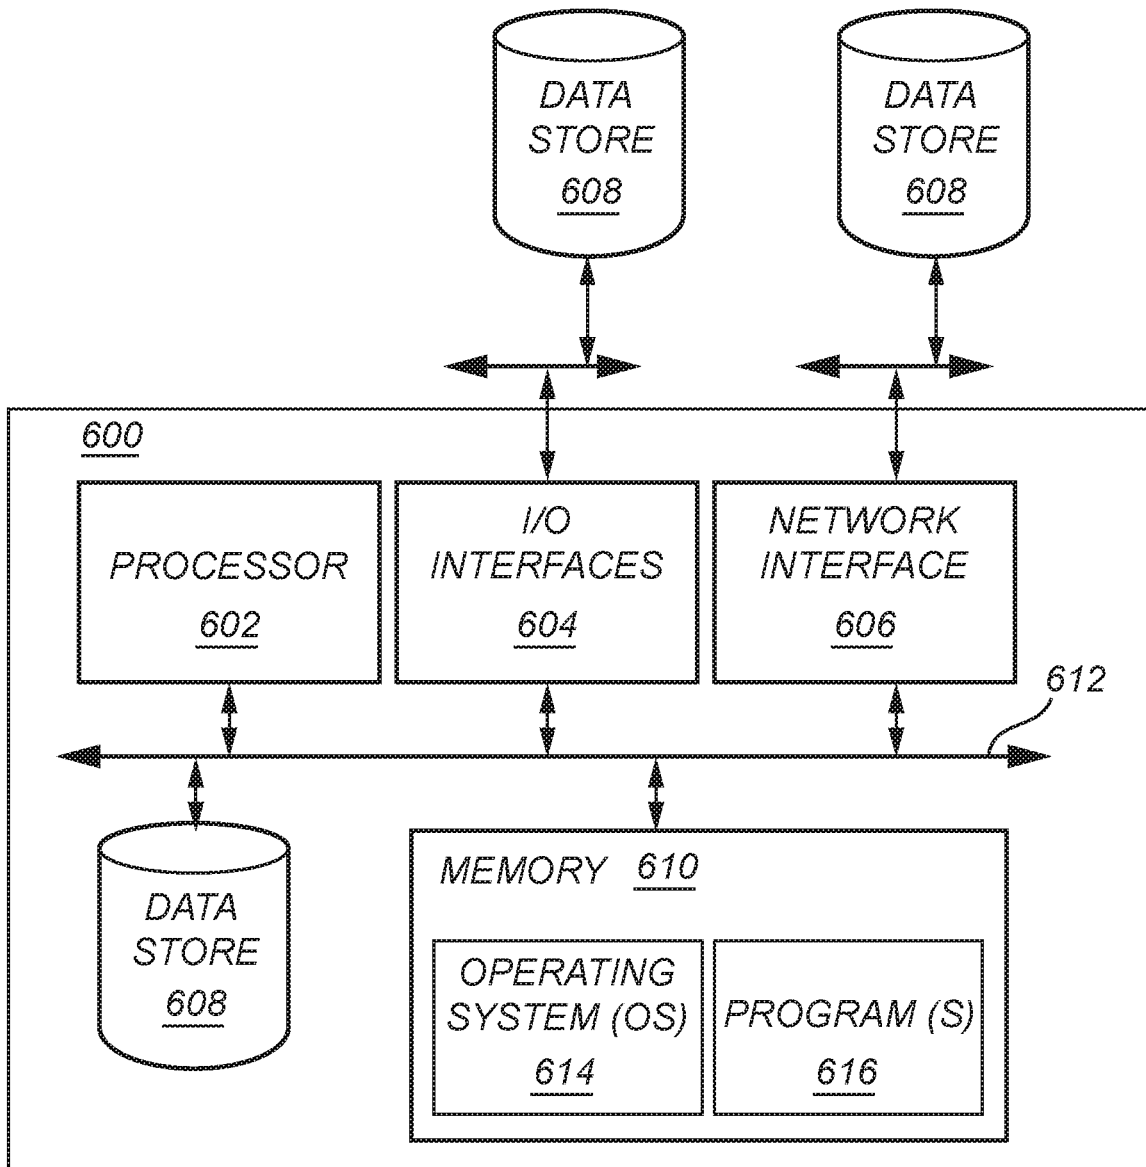 DATA
STORE
608
DATA
STORE
608
600
PROCESSOR
602
I/O
INTERFACES
604
NETWORK
INTERFACE
606
612
DATA
STORE
608
MEMORY 610
OPERATING
SYSTEM (OS)
614
PROGRAM (S)
616